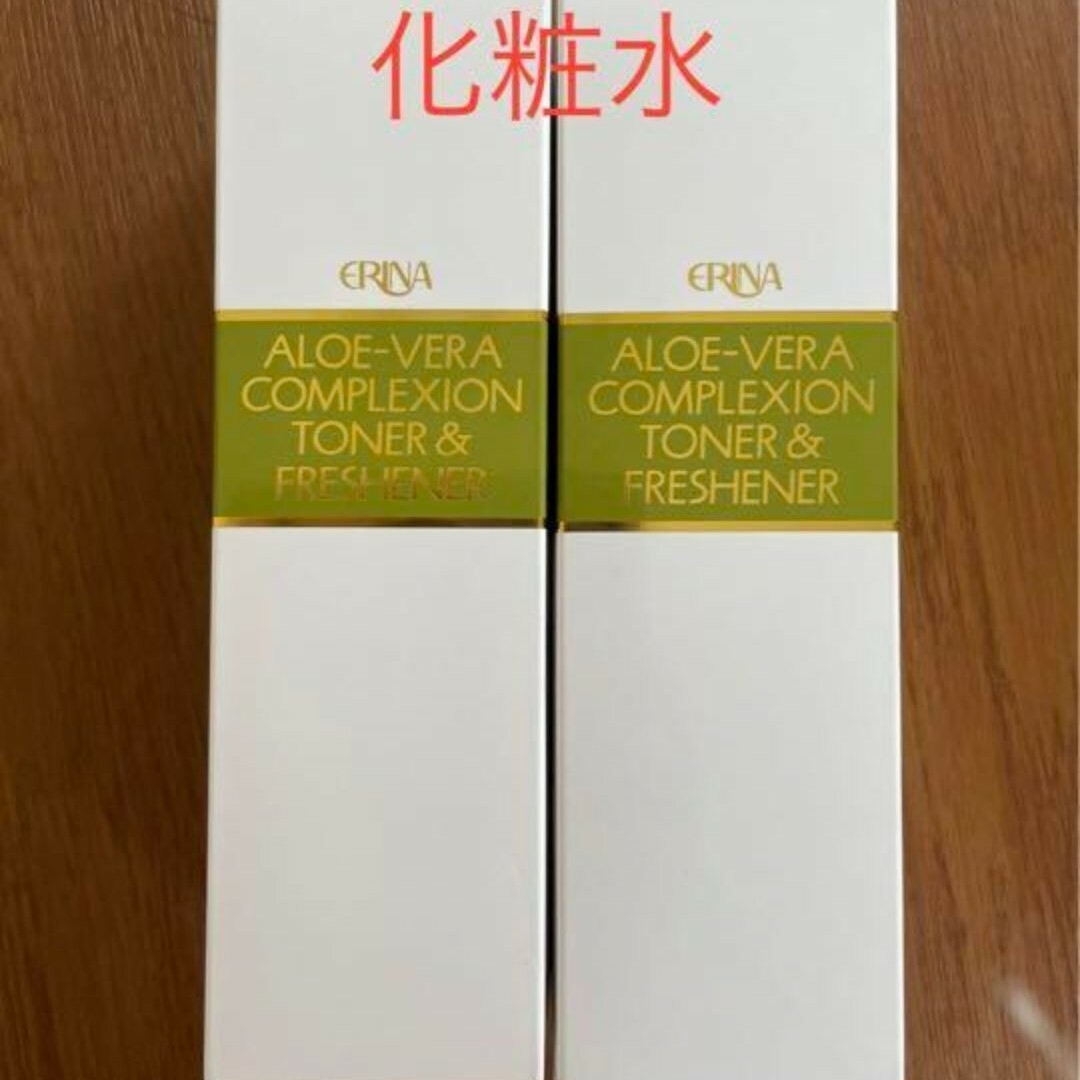 化粧水
ERINA
ALOE-VERA
COMPLEXION
TONER &
FRESHENER
ERINA
ALOE-VERA
COMPLEXION
TONER &
FRESHENER